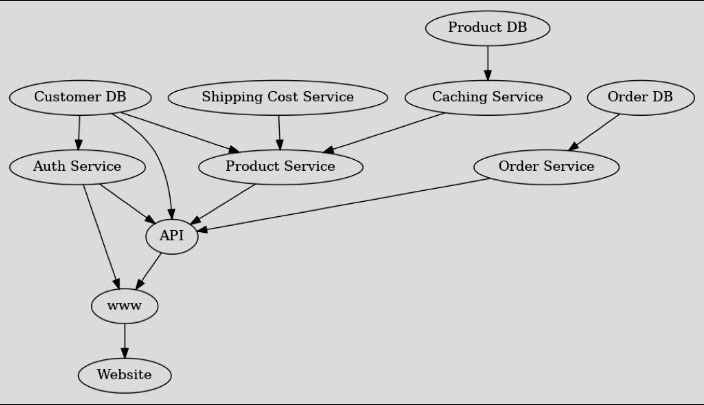 Product DB
Customer DB
Shipping Cost Service
Caching Service
Order DB
Auth Service
Product Service
Order Service
API
www
Website